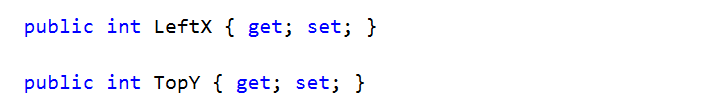 public int LeftX { get; set; }
public int TopY { get; set; }